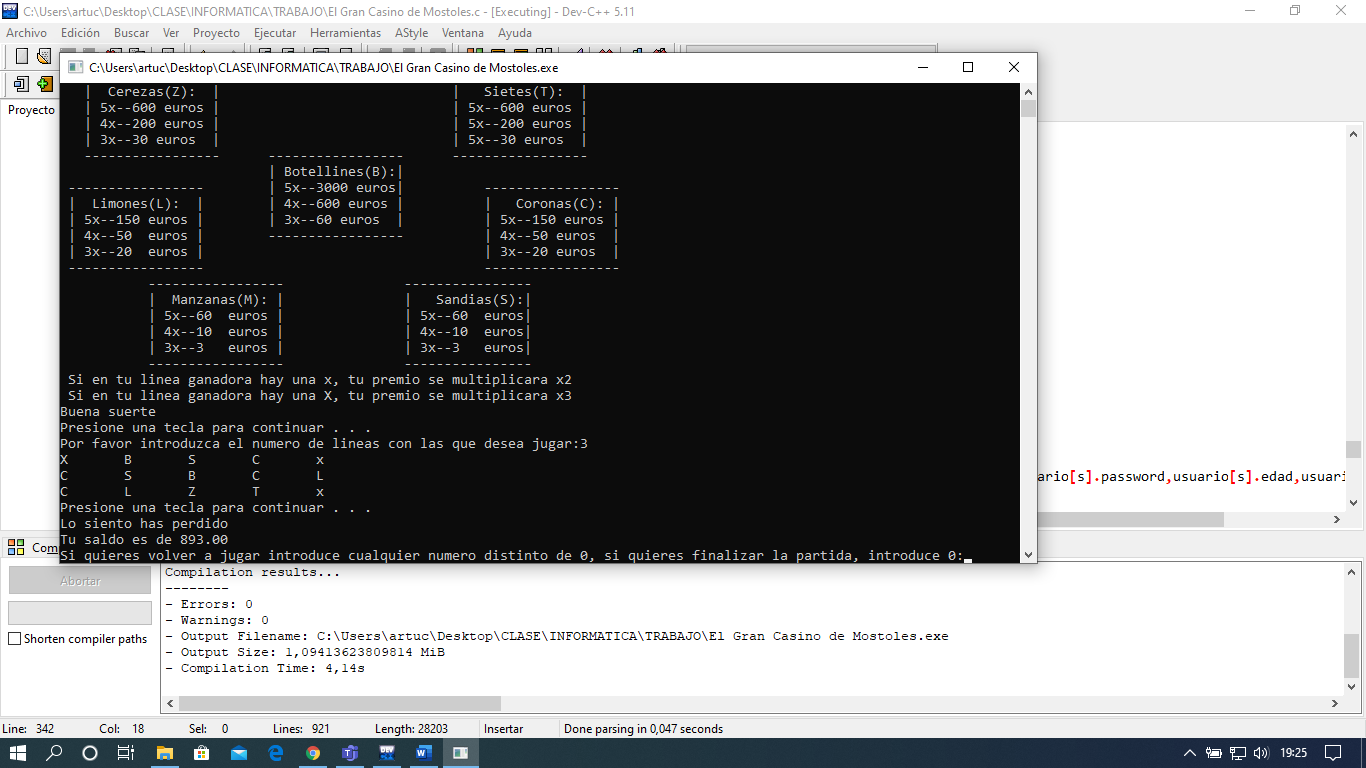 C:\Users\artuc\Desktop\CLASE\INFORMATICA\TRABAJO\El Gran Casino de Mostoles.c - [Executing] - Dev-C++ 5.11
Archivo Edición Buscar Ver Proyecto Ejecutar Herramientas AStyle Ventana Ayuda
C:\Users\artuc\Desktop\CLASE\INFORMATICA\TRABAJO\El Gran Casino de Mostoles.exe
Proyecto
| Cerezas(Z): | | Sietes(T): |
| 5x--600 euros | | 5x--600 euros |
| 4x--200 euros | | 5x--200 euros |
| 3x--30 euros | | 5x--30 euros |
----------------- ----------------- -----------------
| Botellines(B):|
----------------- | 5x--3000 euros| -----------------
| Limones(L): | | 4x--600 euros | | Coronas(C): |
| 5x--150 euros | | 3x--60 euros | | 5x--150 euros |
| 4x--50 euros | ----------------- | 4x--50 euros |
| 3x--20 euros | | 3x--20 euros |
----------------- -----------------
----------------- ----------------
| Manzanas(M): | | Sandias(S):|
| 5x--60 euros | | 5x--60 euros|
| 4x--10 euros | | 4x--10 euros|
| 3x--3 euros | | 3x--3 euros|
----------------- ----------------
Si en tu linea ganadora hay una x, tu premio se multiplicara x2
Si en tu linea ganadora hay una X, tu premio se multiplicara x3
Buena suerte
Presione una tecla para continuar . . .
Por favor introduzca el numero de lineas con las que desea jugar:3
X B S C x
C S B C L
C L Z T x
Presione una tecla para continuar . . .
Lo siento has perdido
Tu saldo es de 893.00
Si quieres volver a jugar introduce cualquier numero distinto de 0, si quieres finalizar la partida, introduce 0:
ario[s].password,usuario[s].edad,usuari
Com
Abortar
Shorten compiler paths
Compilation results...
--------
- Errors: 0
- Warnings: 0
- Output Filename: C:\Users\artuc\Desktop\CLASE\INFORMATICA\TRABAJO\El Gran Casino de Mostoles.exe
- Output Size: 1,09413623809814 MiB
- Compilation Time: 4,14s
Line: 342 Col: 18 Sel: 0 Lines: 921 Length: 28203 Insertar Done parsing in 0,047 seconds
19:25